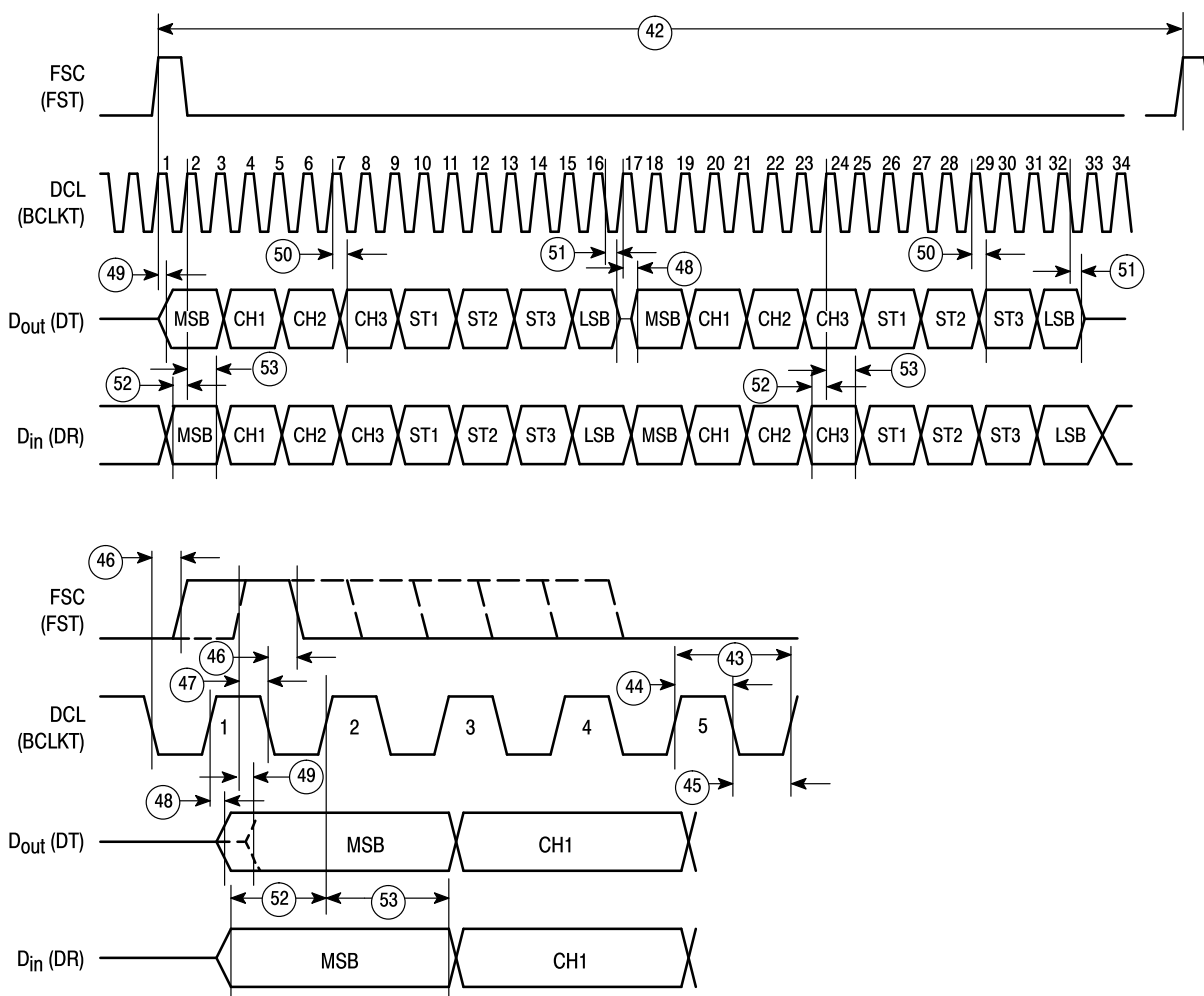 42
FSC
(FST)
1 2 3 4 5 6 7 8 9 10 11 12 13 14 15 16 17 18 19 20 21 22 23 24 25 26 27 28 29 30 31 32 33 34
DCL
(BCLKT)
50 51 50
49 48 51
Dout (DT) MSB CH1 CH2 CH3 ST1 ST2 ST3 LSB MSB CH1 CH2 CH3 ST1 ST2 ST3 LSB
53 53
52 52
Din (DR) MSB CH1 CH2 CH3 ST1 ST2 ST3 LSB MSB CH1 CH2 CH3 ST1 ST2 ST3 LSB
46
FSC
(FST)
46 43
47 44
DCL
(BCLKT)
1 2 3 4 5
49
48 45
Dout (DT) MSB CH1
52 53
Din (DR) MSB CH1